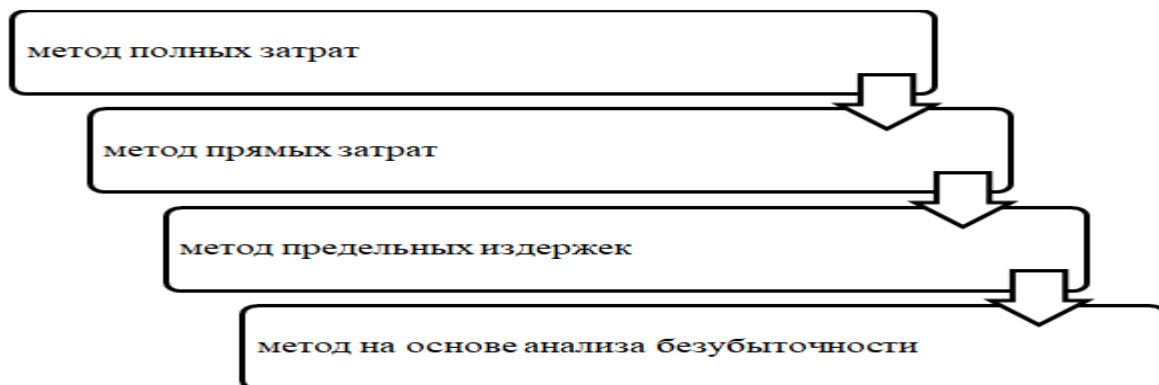 метод полных затрат
метод прямых затрат
метод предельных издержек
метод на основе анализа безубыточности